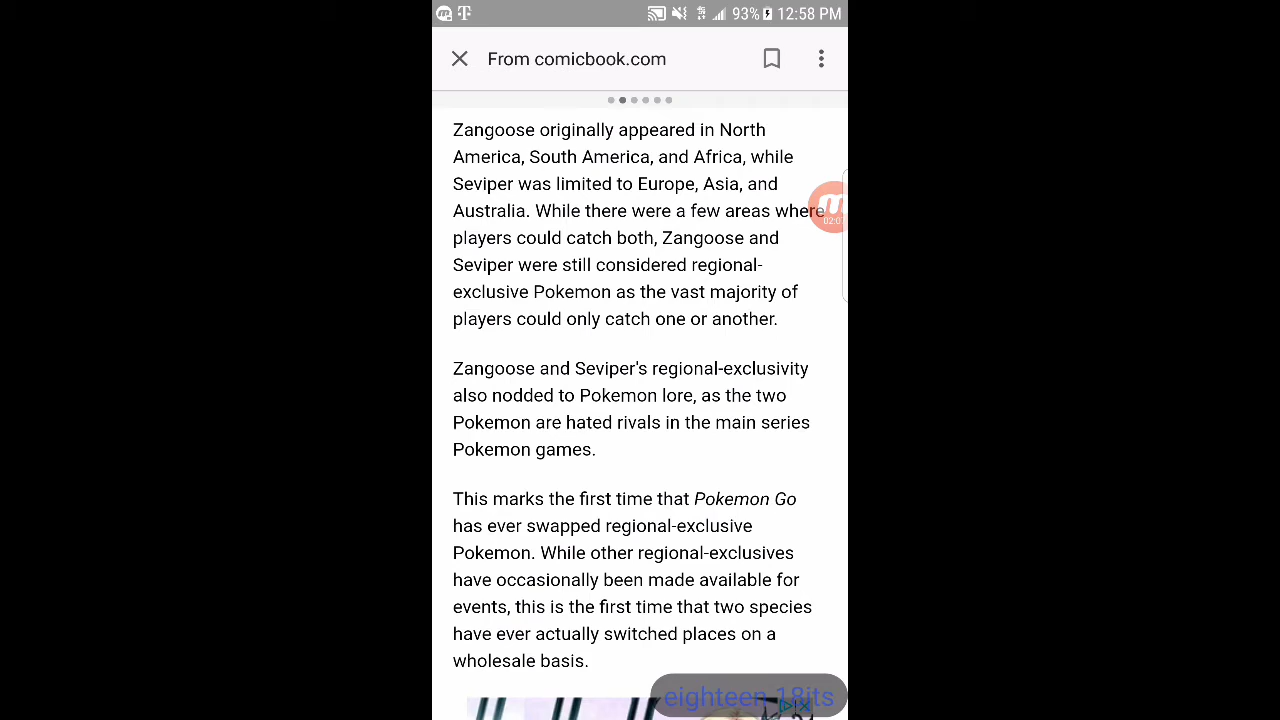 93% 12:58 PM
From comicbook.com
Zangoose originally appeared in North
America, South America, and Africa, while
Seviper was limited to Europe, Asia, and
Australia. While there were a few areas where
players could catch both, Zangoose and
Seviper were still considered regional-
exclusive Pokemon as the vast majority of
players could only catch one or another.
Zangoose and Seviper's regional-exclusivity
also nodded to Pokemon lore, as the two
Pokemon are hated rivals in the main series
Pokemon games.
This marks the first time that Pokemon Go
has ever swapped regional-exclusive
Pokemon. While other regional-exclusives
have occasionally been made available for
events, this is the first time that two species
have ever actually switched places on a
wholesale basis.
eighteen 18its